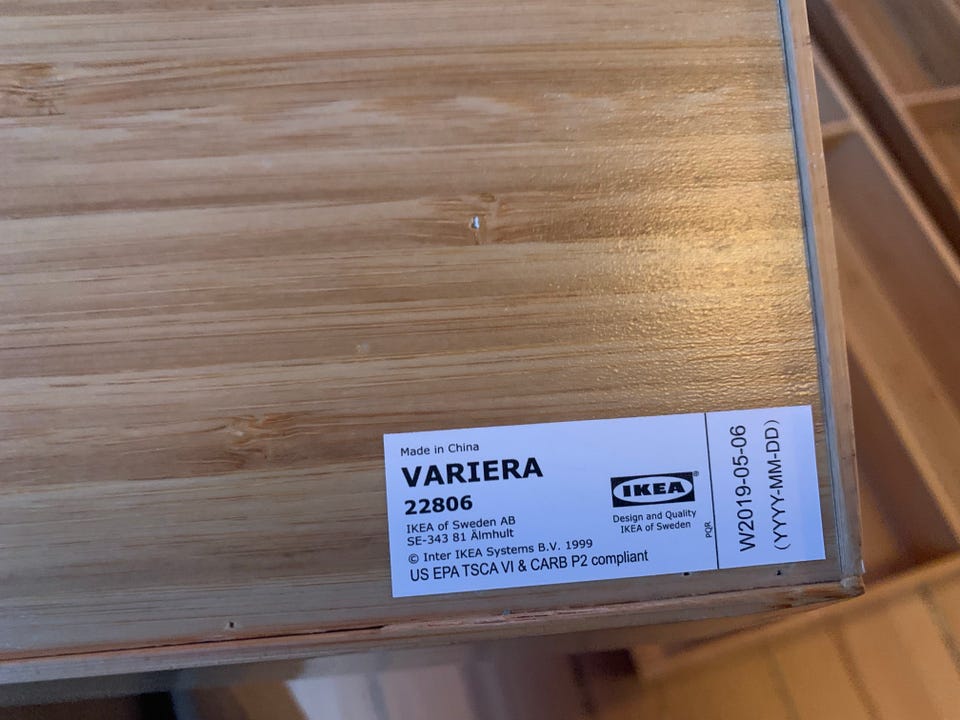 Made in China
VARIERA
22806
IKEA of Sweden AB
SE-343 81 Älmhult
© Inter IKEA Systems B.V. 1999
US EPA TSCA VI & CARB P2 compliant
IKEA®
Design and Quality
IKEA of Sweden
PQR
W2019-05-06
(YYYY-MM-DD)